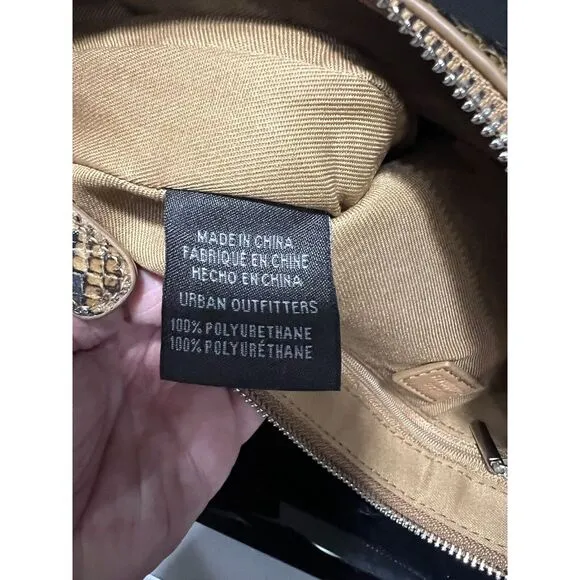 MADE IN CHINA
FABRIQUÉ EN CHINE
HECHO EN CHINA
URBAN OUTFITTERS
100% POLYURETHANE
100% POLYURÉTHANE